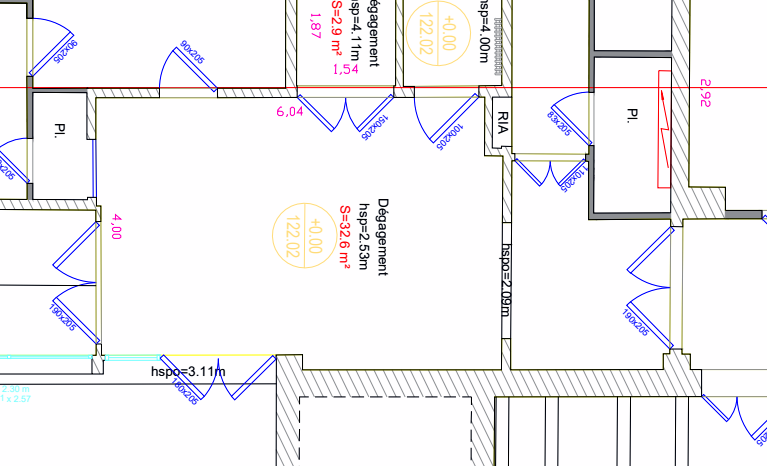 90x205
90x205
1,87
S=2.9 m²
hsp=4.11m
Dégagement
1,54
+0.00
122.02
hsp=4.00m
2,92
Pl.
6,04
150x205
100x205
RIA
83x205
Pl.
4,00
+0.00
122.02
S=32.6 m²
hsp=2.53m
Dégagement
hspo=2.09m
190x205
190x205
hspo=3.11m
180x205
2.30 m